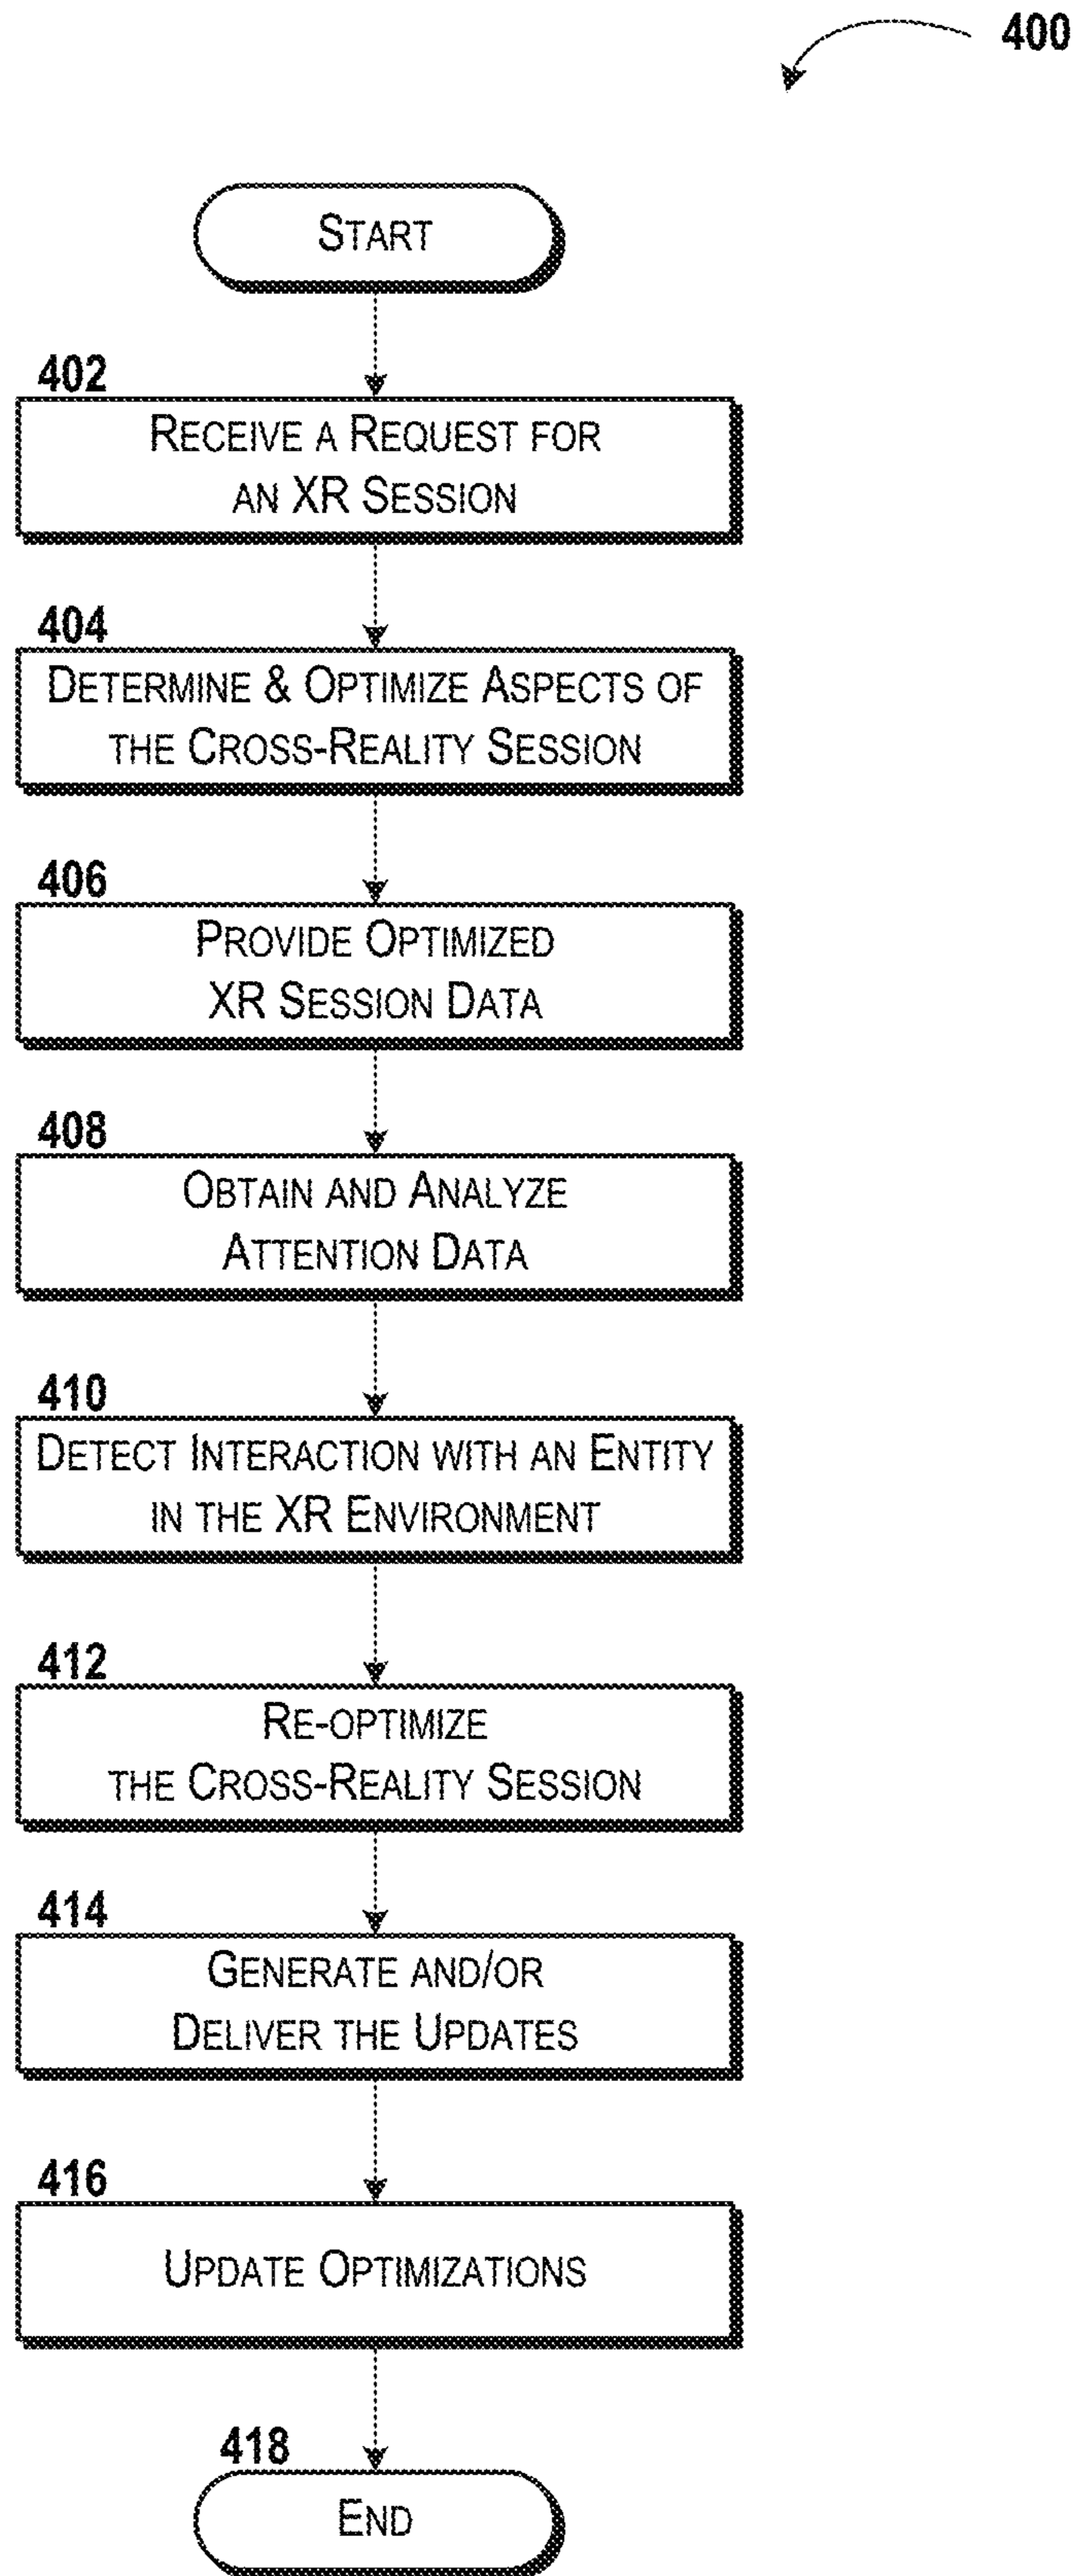 400
START
402
RECEIVE A REQUEST FOR
AN XR SESSION
404
DETERMINE & OPTIMIZE ASPECTS OF
THE CROSS-REALITY SESSION
406
PROVIDE OPTIMIZED
XR SESSION DATA
408
OBTAIN AND ANALYZE
ATTENTION DATA
410
DETECT INTERACTION WITH AN ENTITY
IN THE XR ENVIRONMENT
412
RE-OPTIMIZE
THE CROSS-REALITY SESSION
414
GENERATE AND/OR
DELIVER THE UPDATES
416
UPDATE OPTIMIZATIONS
418
END